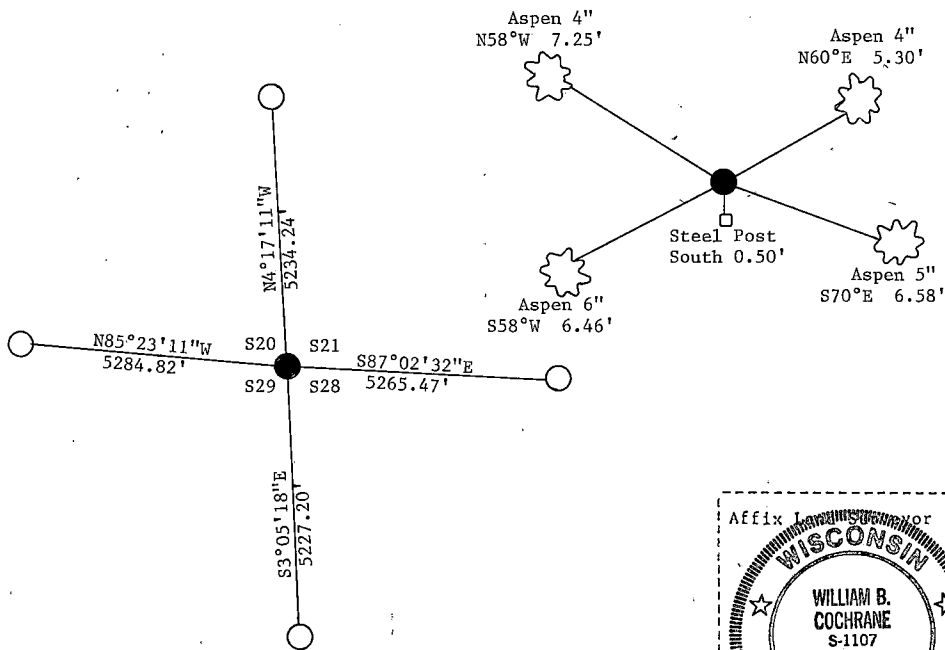 Aspen 4"
N58°W 7.25'
Aspen 4"
N60°E 5.30'
Steel Post
South 0.50'
Aspen 5"
S70°E 6.58'
Aspen 6"
S58°W 6.46'
N4°17'11"W
5234.24'
N85°23'11"W
5284.82'
S20 S21
S29 S28
S87°02'32"E
5265.47'
S3°05'18"E
5227.20'
Affix Land Surveyor
WISCONSIN
WILLIAM B.
COCHRANE
S-1107